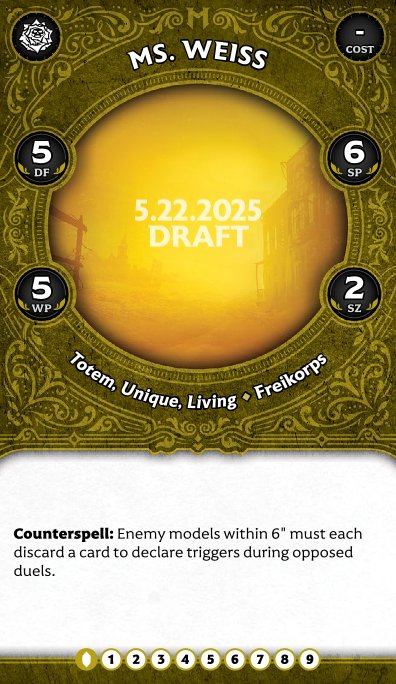 MS. WEISS
-
COST
5
DF
6
SP
5.22.2025
DRAFT
5
WP
2
SZ
Totem, Unique, Living ⬥ Freikorps
Counterspell: Enemy models within 6" must each
discard a card to declare triggers during opposed
duels.
1 2 3 4 5 6 7 8 9